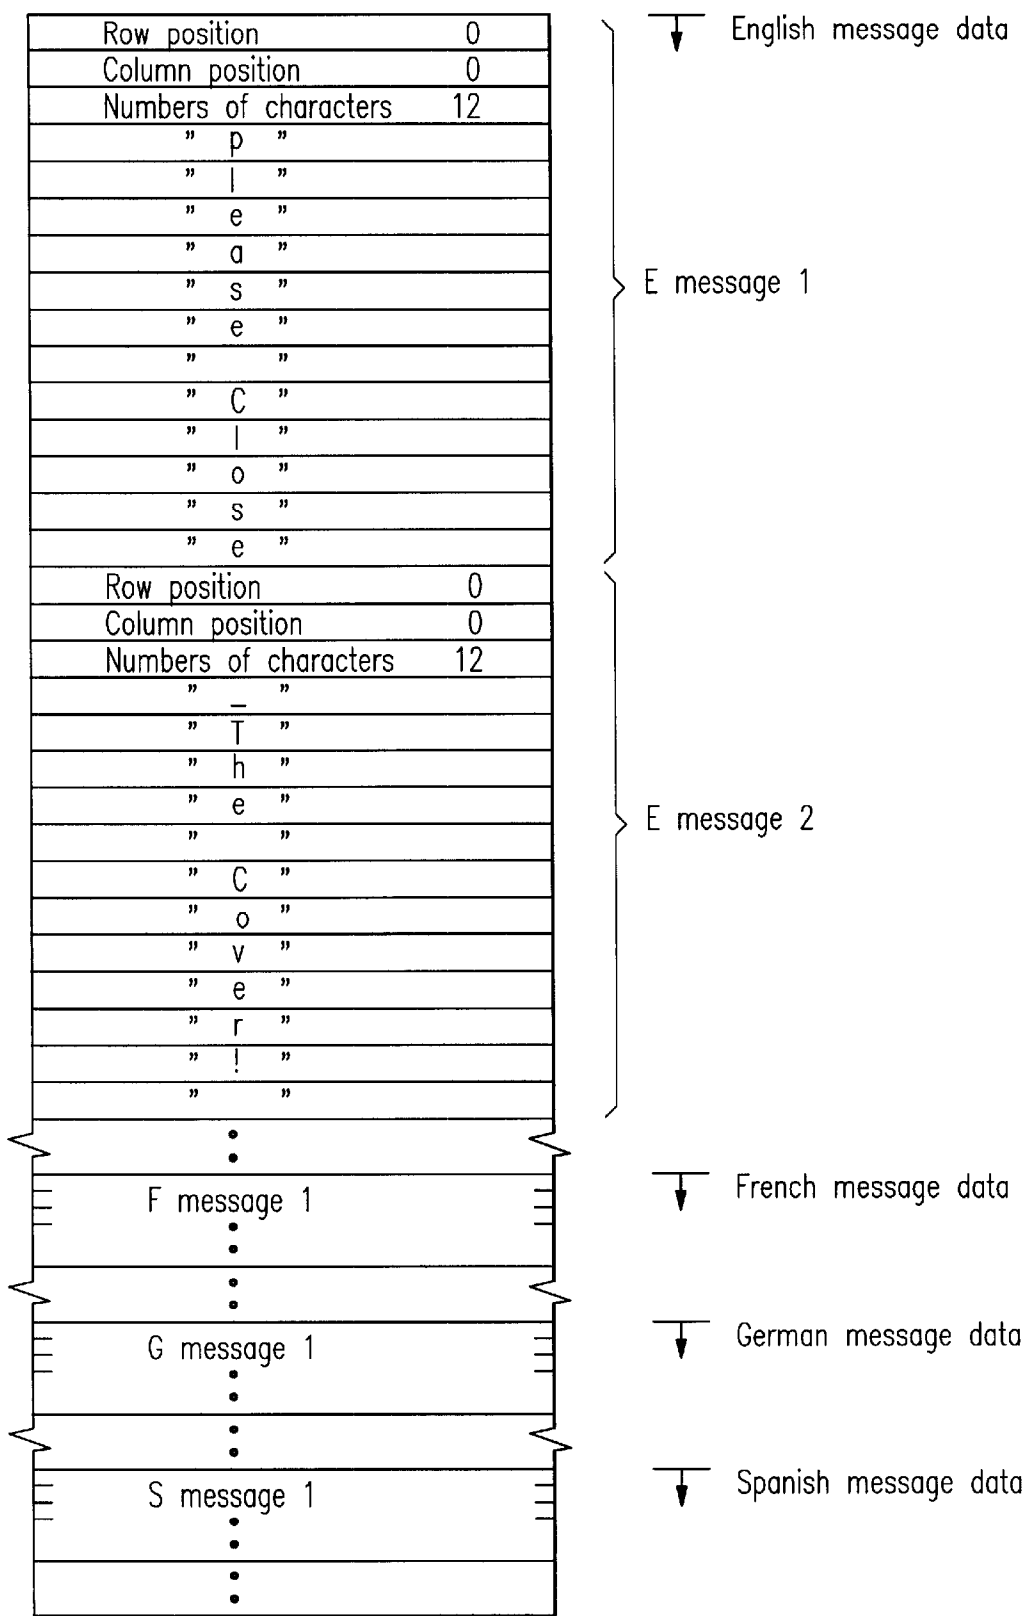 Row position 0
English message data
Column position 0
Numbers of characters 12
" p "
" l "
" e "
" a "
" s "
E message 1
" e "
" "
" C "
" l "
" o "
" s "
" e "
Row position 0
Column position 0
Numbers of characters 12
" _ "
" T "
" h "
" e "
E message 2
" "
" C "
" o "
" v "
" e "
" r "
" ! "
" "
F message 1
French message data
G message 1
German message data
S message 1
Spanish message data